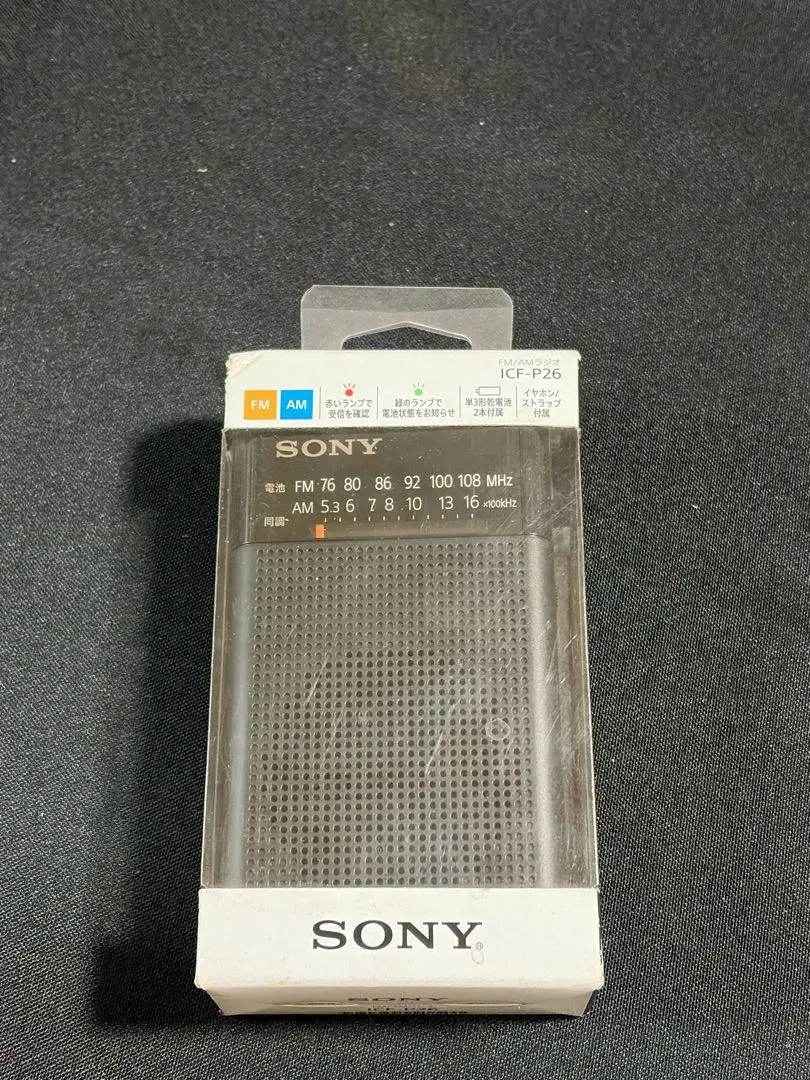 FM/AMラジオ
ICF-P26
FM
AM
赤いランプで
受信を確認
緑のランプで
電池状態をお知らせ
単3形乾電池
2本付属
イヤホン/
ストラップ
付属
SONY
電池 FM 76 80 86 92 100 108 MHz
AM 5.3 6 7 8 10 13 16 ×100kHz
同調
SONY®
SONY
ICF-P26